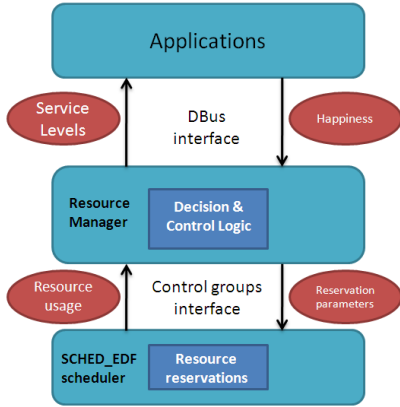 Applications
Service
Levels
DBus
interface
Happiness
Resource
Manager
Decision &
Control Logic
Resource
usage
Control groups
interface
Reservation
parameters
SCHED_EDF
scheduler
Resource
reservations